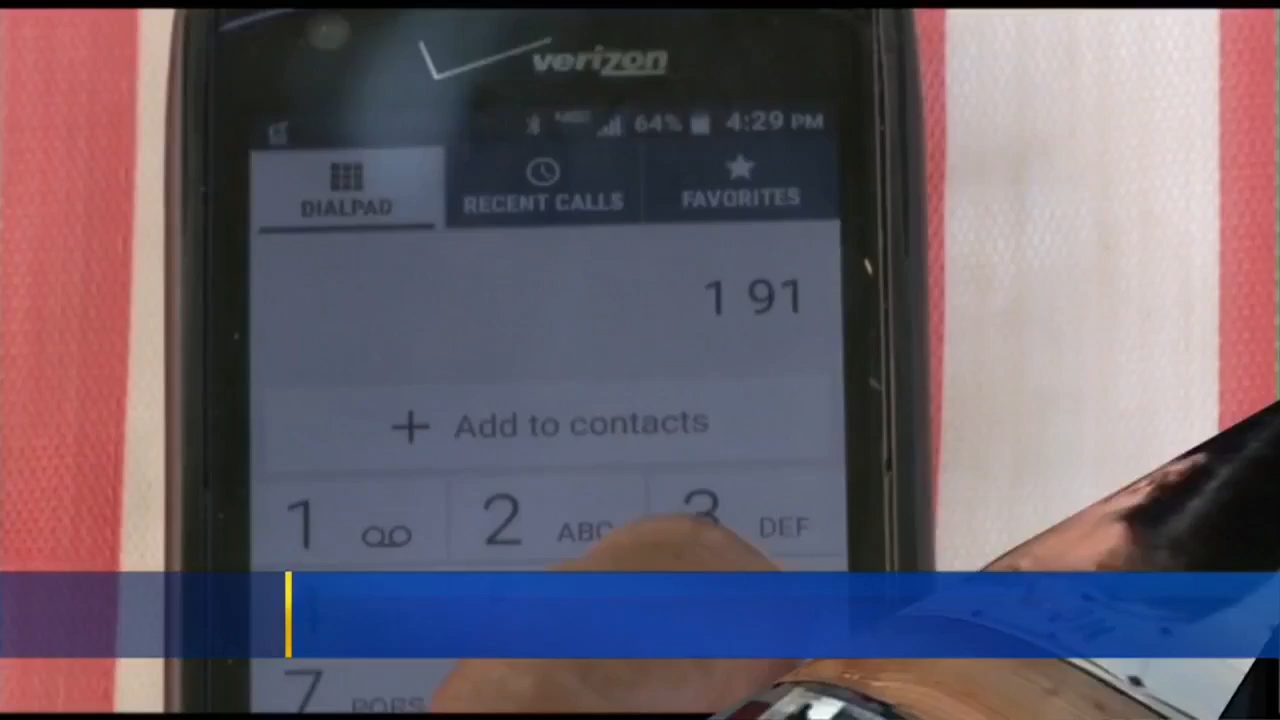 verizon
64% 4:29 PM
DIALPAD RECENT CALLS FAVORITES
1 91
+ Add to contacts
1 2 ABC 3 DEF
7 PQRS